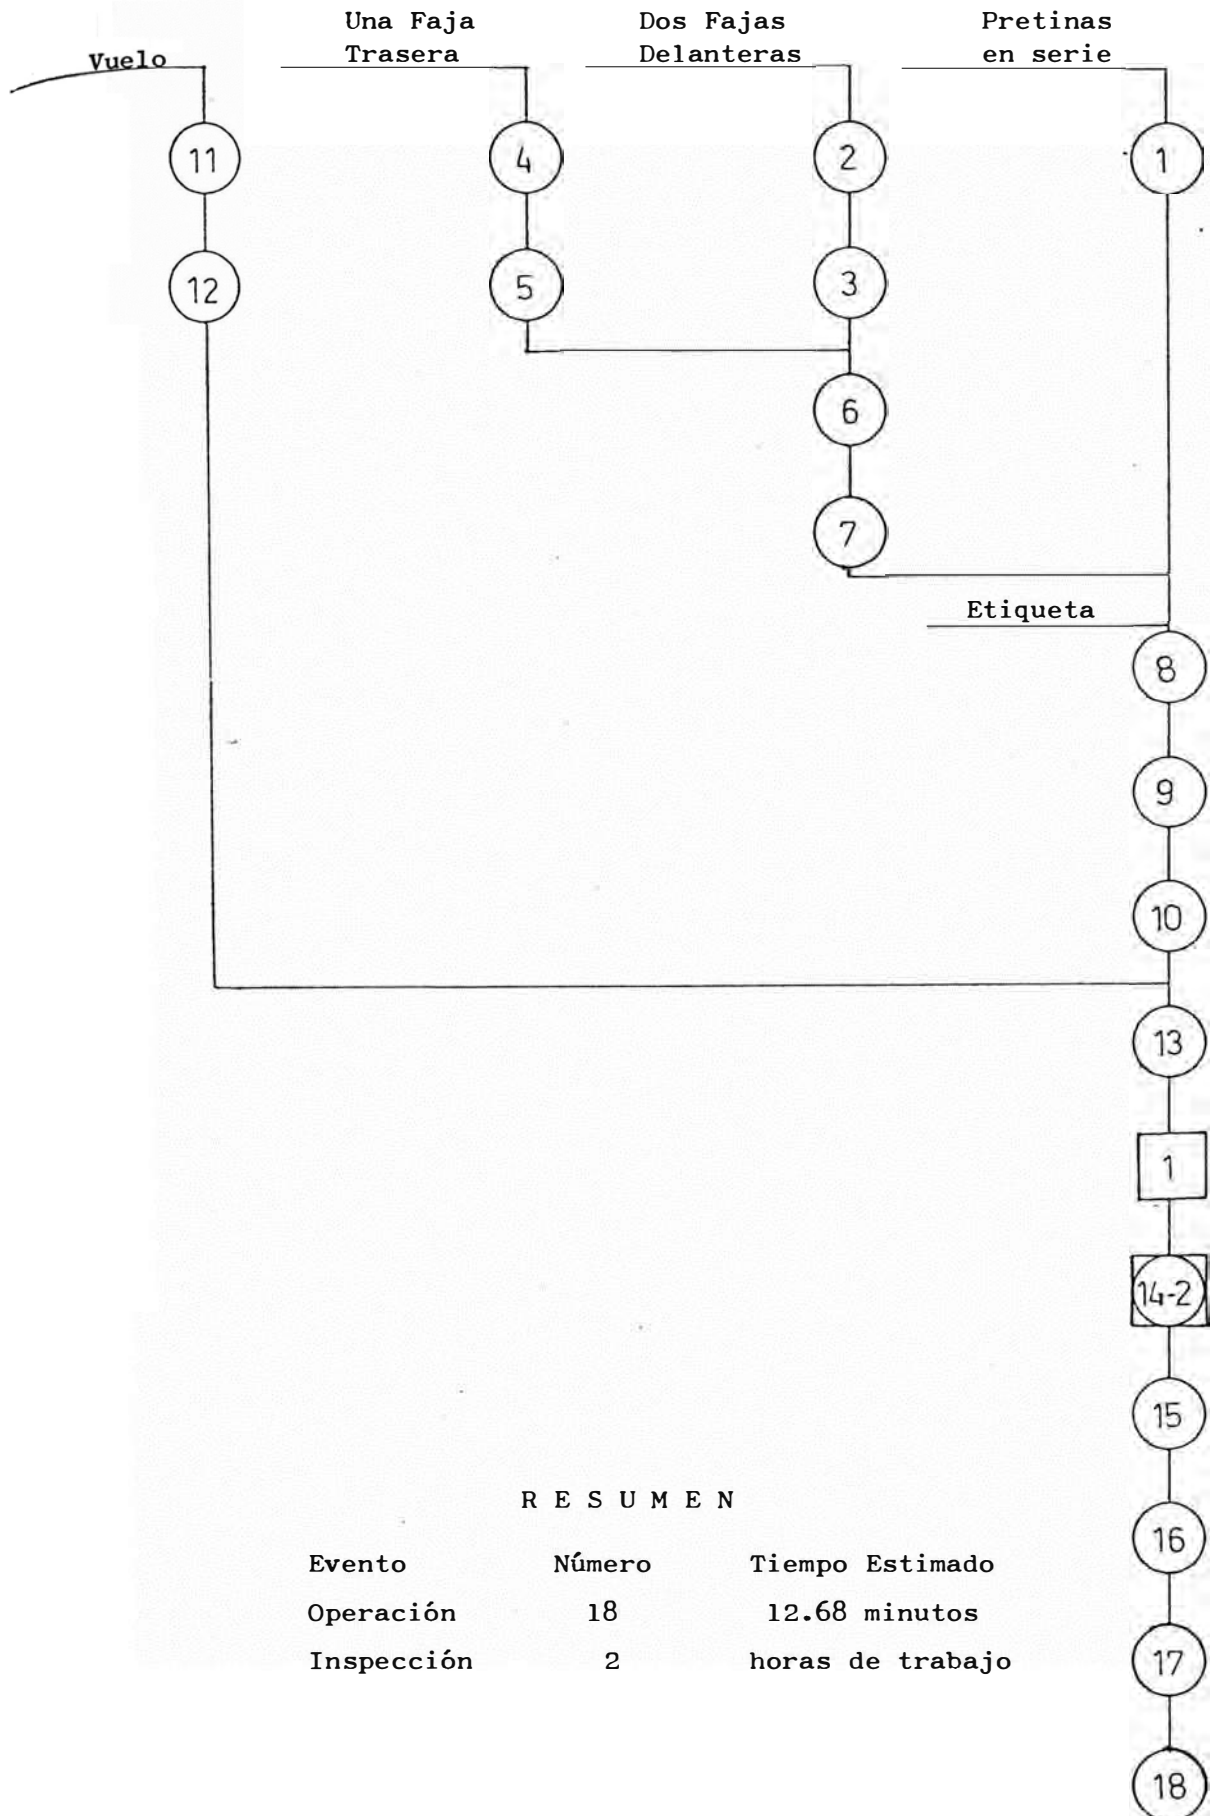 Vuelo
Una Faja
Trasera
Dos Fajas
Delanteras
Pretinas
en serie
11
4
2
1
12
5
3
6
7
Etiqueta
8
9
10
13
1
14-2
15
16
17
18
R E S U M E N
Evento Número Tiempo Estimado
Operación 18 12.68 minutos
Inspección 2 horas de trabajo